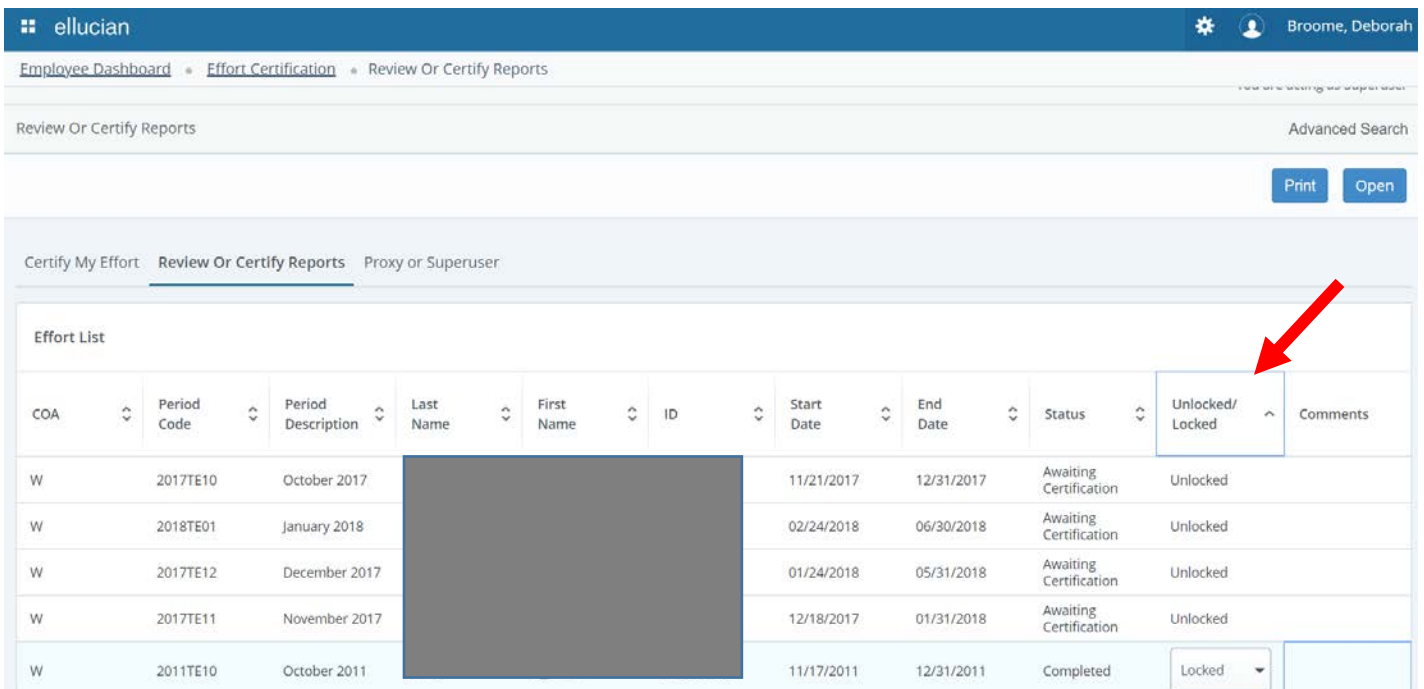 ellucian Broome, Deborah
Employee Dashboard • Effort Certification • Review Or Certify Reports
You are acting as Superuser
Review Or Certify Reports Advanced Search
Print Open
Certify My Effort Review Or Certify Reports Proxy or Superuser
Effort List
COA Period Code Period Description Last Name First Name ID Start Date End Date Status Unlocked/ Locked Comments
W 2017TE10 October 2017 11/21/2017 12/31/2017 Awaiting Certification Unlocked
W 2018TE01 January 2018 02/24/2018 06/30/2018 Awaiting Certification Unlocked
W 2017TE12 December 2017 01/24/2018 05/31/2018 Awaiting Certification Unlocked
W 2017TE11 November 2017 12/18/2017 01/31/2018 Awaiting Certification Unlocked
W 2011TE10 October 2011 11/17/2011 12/31/2011 Completed Locked